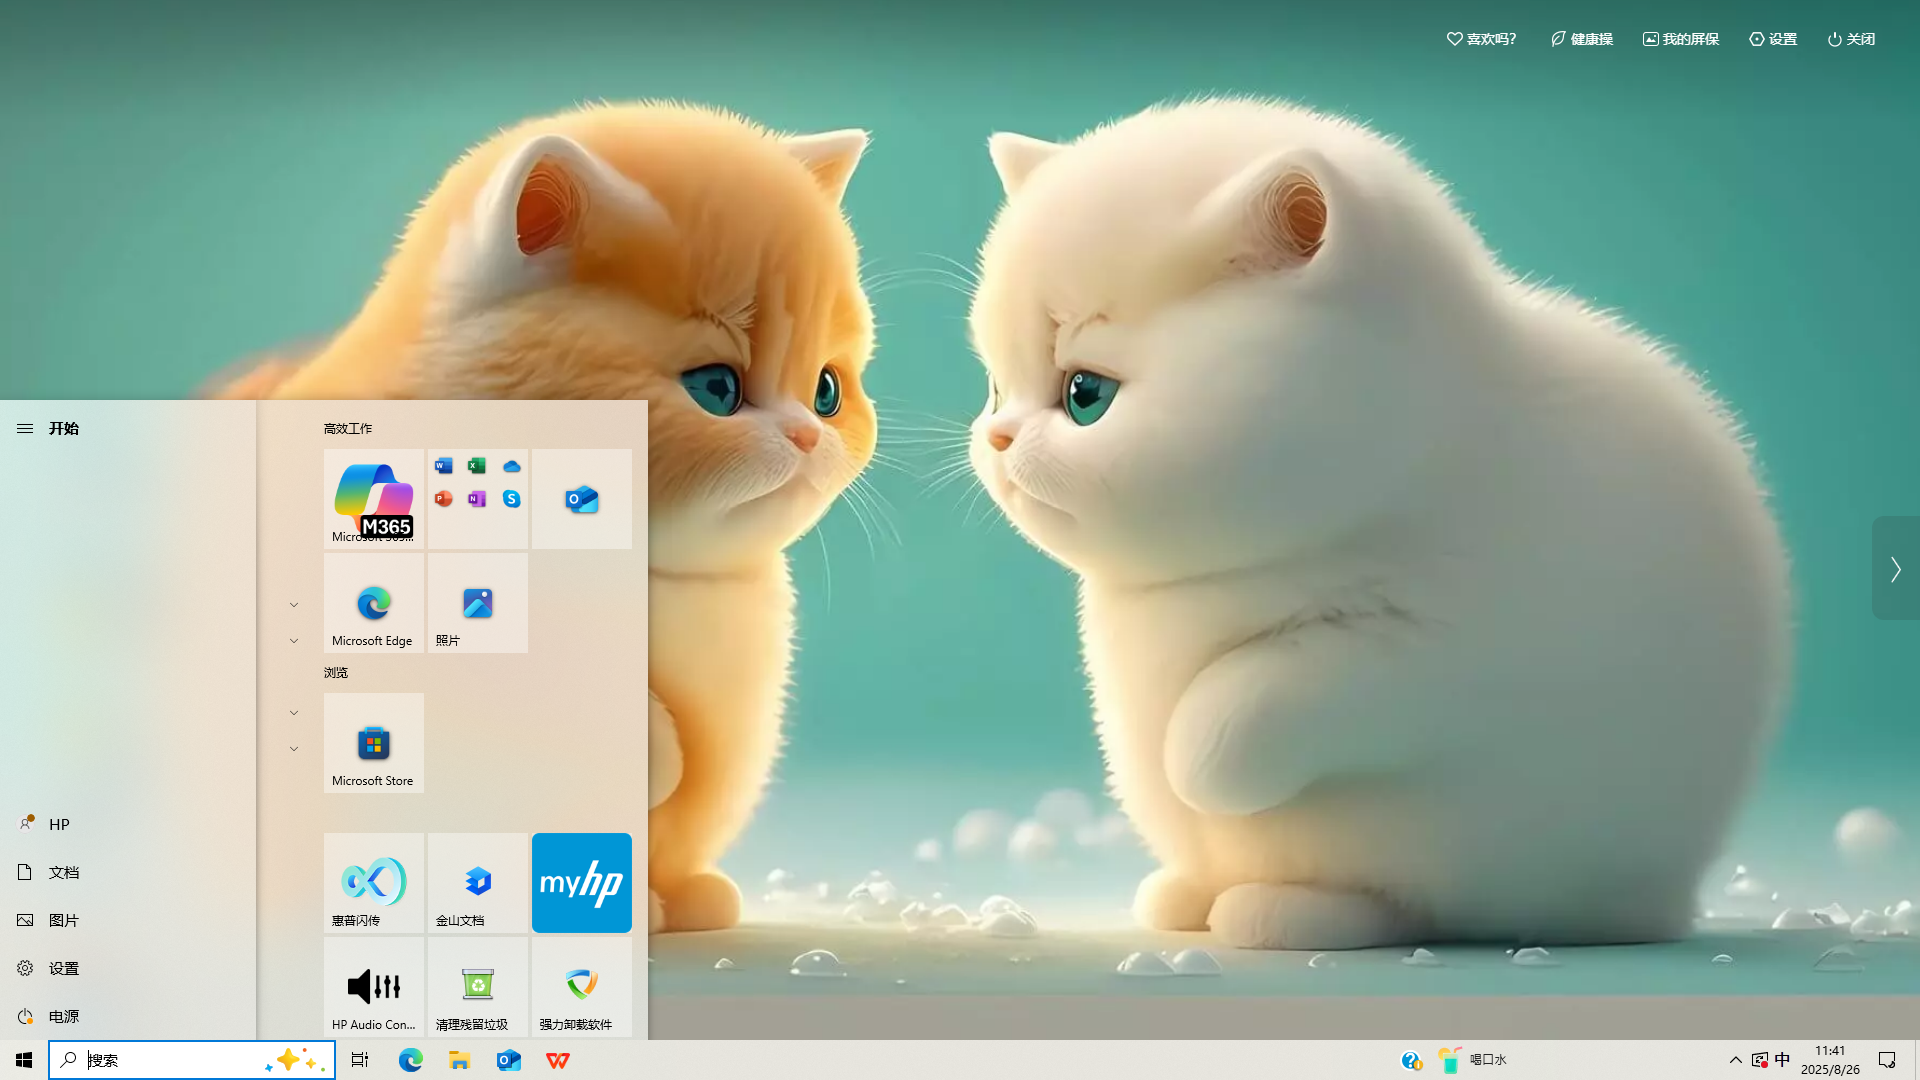 喜欢吗?
健康操
我的屏保
设置
关闭
开始
高效工作
M365
Microsoft 365...
Microsoft Edge
照片
浏览
Microsoft Store
HP
文档
图片
设置
电源
惠普闪传
金山文档
myhp
HP Audio Con...
清理残留垃圾
强力卸载软件
搜索
喝口水
中
11:41
2025/8/26